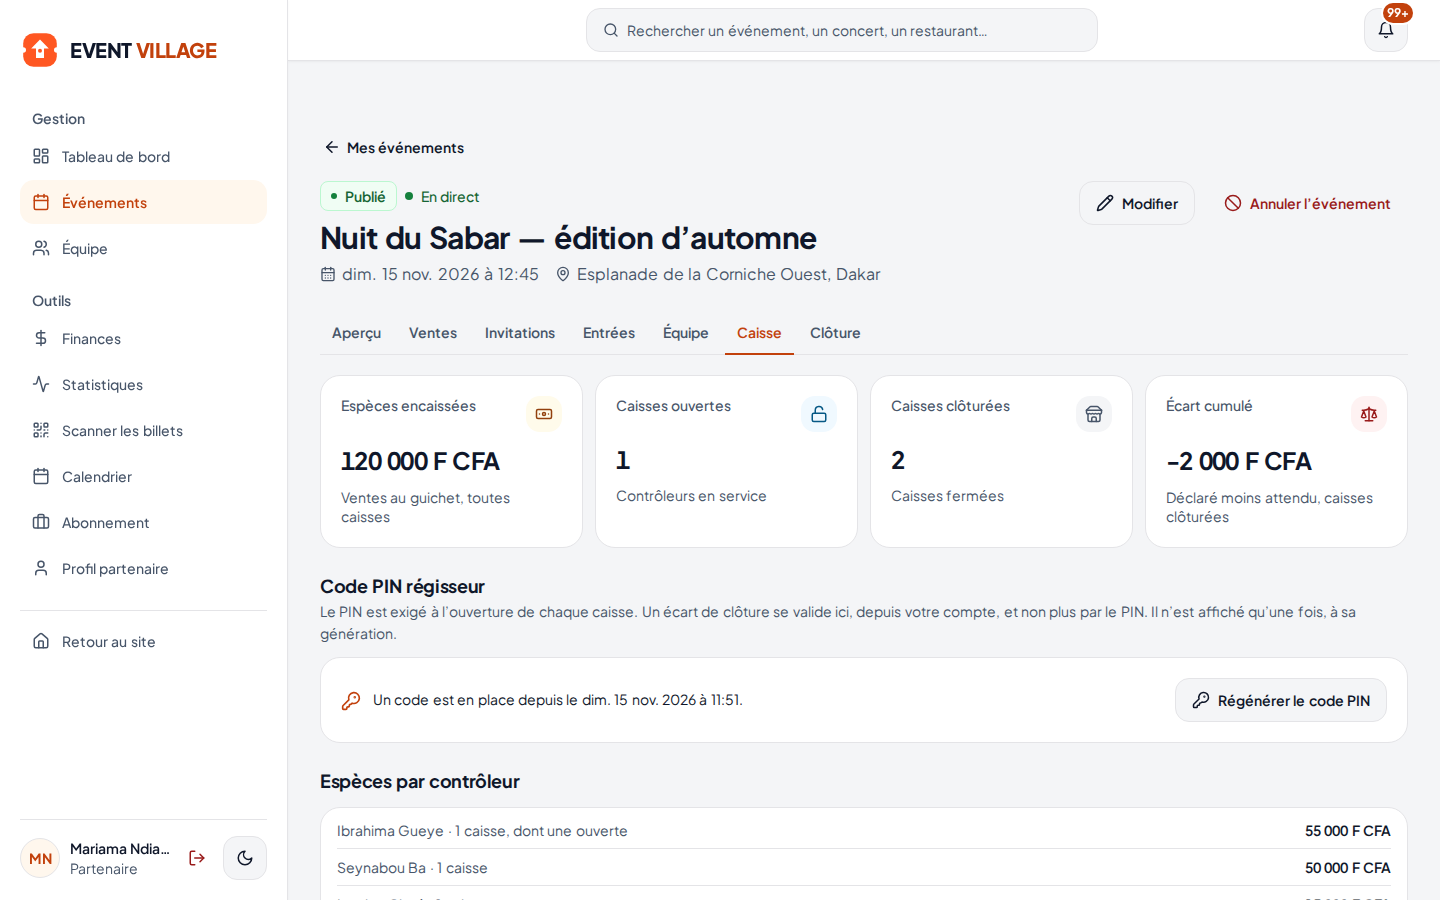 EVENT VILLAGE
Rechercher un événement, un concert, un restaurant…
99+
Gestion
Tableau de bord
Événements
Équipe
Outils
Finances
Statistiques
Scanner les billets
Calendrier
Abonnement
Profil partenaire
Retour au site
MN
Mariama Ndia…
Partenaire
Mes événements
Publié
En direct
Modifier
Annuler l’événement
Nuit du Sabar — édition d’automne
dim. 15 nov. 2026 à 12:45
Esplanade de la Corniche Ouest, Dakar
Aperçu
Ventes
Invitations
Entrées
Équipe
Caisse
Clôture
Espèces encaissées
120 000 F CFA
Ventes au guichet, toutes
caisses
Caisses ouvertes
1
Contrôleurs en service
Caisses clôturées
2
Caisses fermées
Écart cumulé
−2 000 F CFA
Déclaré moins attendu, caisses
clôturées
Code PIN régisseur
Le PIN est exigé à l’ouverture de chaque caisse. Un écart de clôture se valide ici, depuis votre compte, et non plus par le PIN. Il n’est affiché qu’une fois, à sa
génération.
Un code est en place depuis le dim. 15 nov. 2026 à 11:51.
Régénérer le code PIN
Espèces par contrôleur
Ibrahima Gueye · 1 caisse, dont une ouverte
55 000 F CFA
Seynabou Ba · 1 caisse
50 000 F CFA